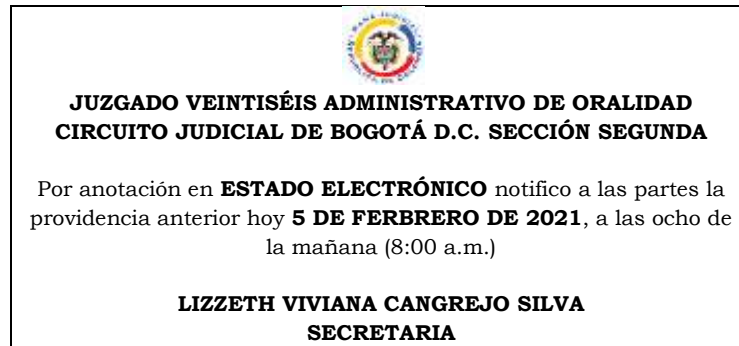 JUZGADO VEINTISÉIS ADMINISTRATIVO DE ORALIDAD
CIRCUITO JUDICIAL DE BOGOTÁ D.C. SECCIÓN SEGUNDA
Por anotación en ESTADO ELECTRÓNICO notifico a las partes la
providencia anterior hoy 5 DE FERBRERO DE 2021, a las ocho de
la mañana (8:00 a.m.)
LIZZETH VIVIANA CANGREJO SILVA
SECRETARIA